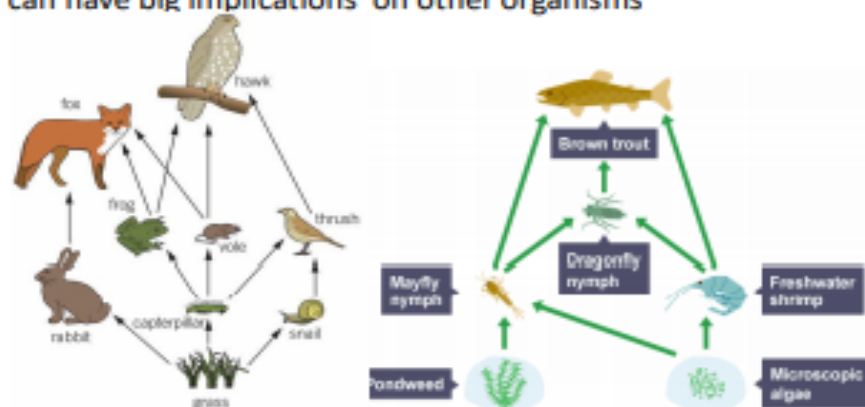 can have big implications on other organisms
hawk
fox
frog
vole
thrush
rabbit
capterpillar
snail
grass
Brown trout
Mayfly
nymph
Dragonfly
nymph
Freshwater
shrimp
Pondweed
Microscopic
algae